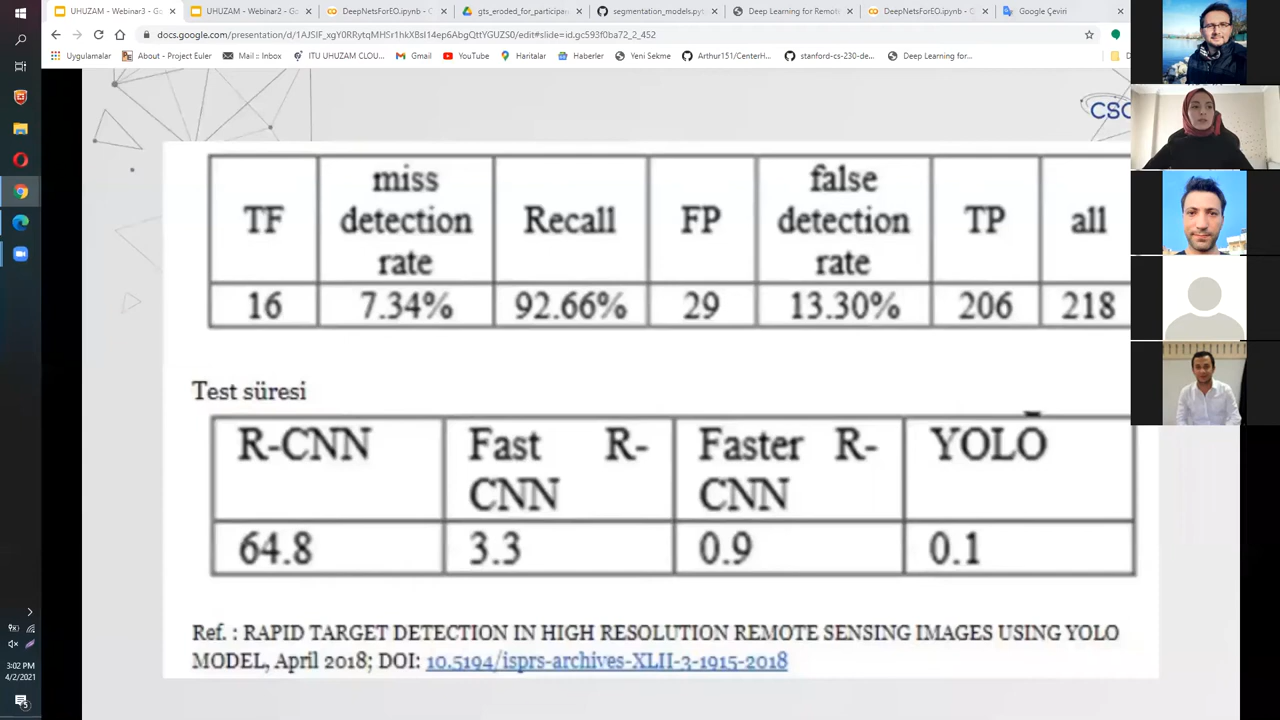 UHUZAM - Webinar3 - Go
UHUZAM - Webinar2 - Go
DeepNetsForEO.ipynb - C
gts_eroded_for_participa
segmentation_models.pyt
Deep Learning for Remot
DeepNetsForEO.ipynb - C
Google Çeviri
docs.google.com/presentation/d/1AJSIF_xgY0RRytqMHSr1hkXBsI14ep6AbgQttYGUZ3I/edit#slide=id.gc593f0ba72_2_452
Uygulamalar
About - Project Euler
Mail :: Inbox
ITU UHUZAM CLOU...
Gmail
YouTube
Haritalar
Haberler
Yeni Sekme
Arthur151/CenterH...
stanford-cs-230-de...
Deep Learning for...
CSC
TF miss detection rate Recall FP false detection rate TP all
16 7.34% 92.66% 29 13.30% 206 218
Test süresi
R-CNN Fast R-CNN Faster R-CNN YOLO
64.8 3.3 0.9 0.1
Ref. : RAPID TARGET DETECTION IN HIGH RESOLUTION REMOTE SENSING IMAGES USING YOLO
MODEL, April 2018; DOI: 10.5194/isprs-archives-XLII-3-1915-2018
3:02 PM
4/2/2021